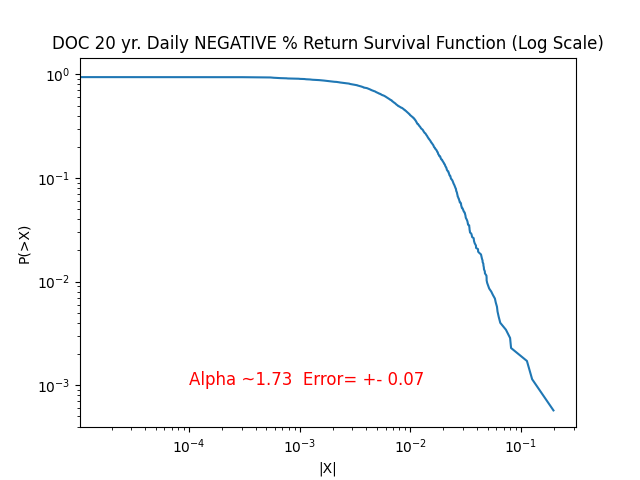 DOC 20 yr. Daily NEGATIVE % Return Survival Function (Log Scale)
P(>X)
10⁰
10⁻¹
10⁻²
10⁻³
Alpha ~1.73  Error= +- 0.07
10⁻⁴ 10⁻³ 10⁻² 10⁻¹
|X|